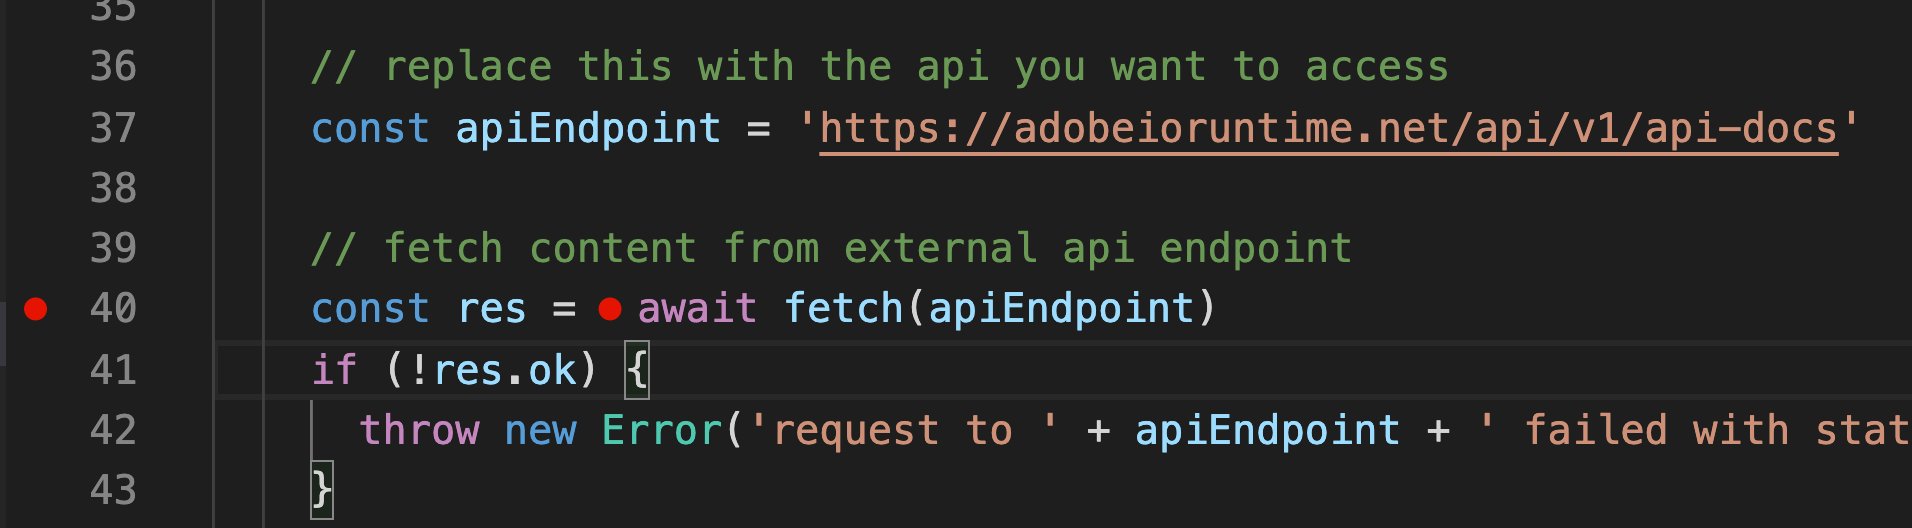 35
36 // replace this with the api you want to access
37 const apiEndpoint = 'https://adobeioruntime.net/api/v1/api-docs'
38
39 // fetch content from external api endpoint
40 const res = await fetch(apiEndpoint)
41 if (!res.ok) {
42 throw new Error('request to ' + apiEndpoint + ' failed with stat
43 }